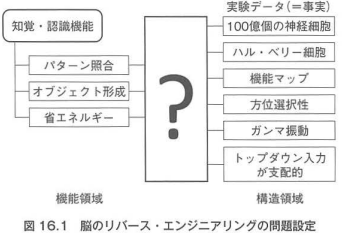 実験データ(=事実)
知覚・認識機能
100億個の神経細胞
パターン照合
ハル・ベリー細胞
オブジェクト形成
機能マップ
省エネルギー
方位選択性
?
ガンマ振動
トップダウン入力
が支配的
機能領域
構造領域
図 16.1 脳のリバース・エンジニアリングの問題設定